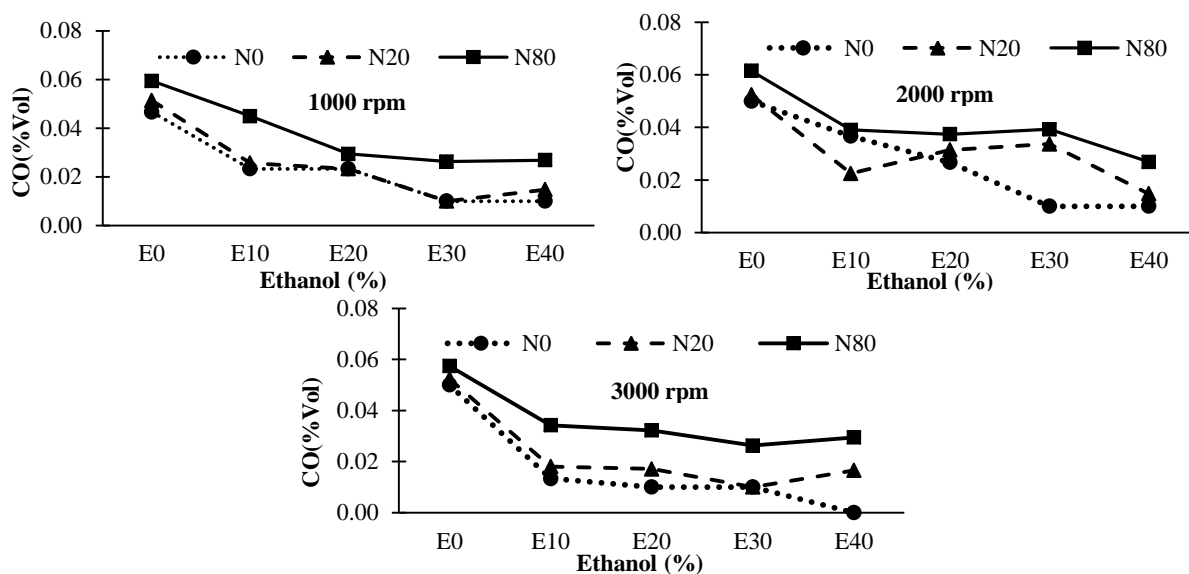 0.08
N0 N20 N80
0.06
1000 rpm
0.04
0.02
0.00
CO(%Vol)
E0 E10 E20 E30 E40
Ethanol (%)
0.08
N0 N20 N80
0.06
2000 rpm
0.04
0.02
0.00
CO(%Vol)
E0 E10 E20 E30 E40
Ethanol (%)
0.08
N0 N20 N80
0.06
3000 rpm
0.04
0.02
0.00
CO(%Vol)
E0 E10 E20 E30 E40
Ethanol (%)